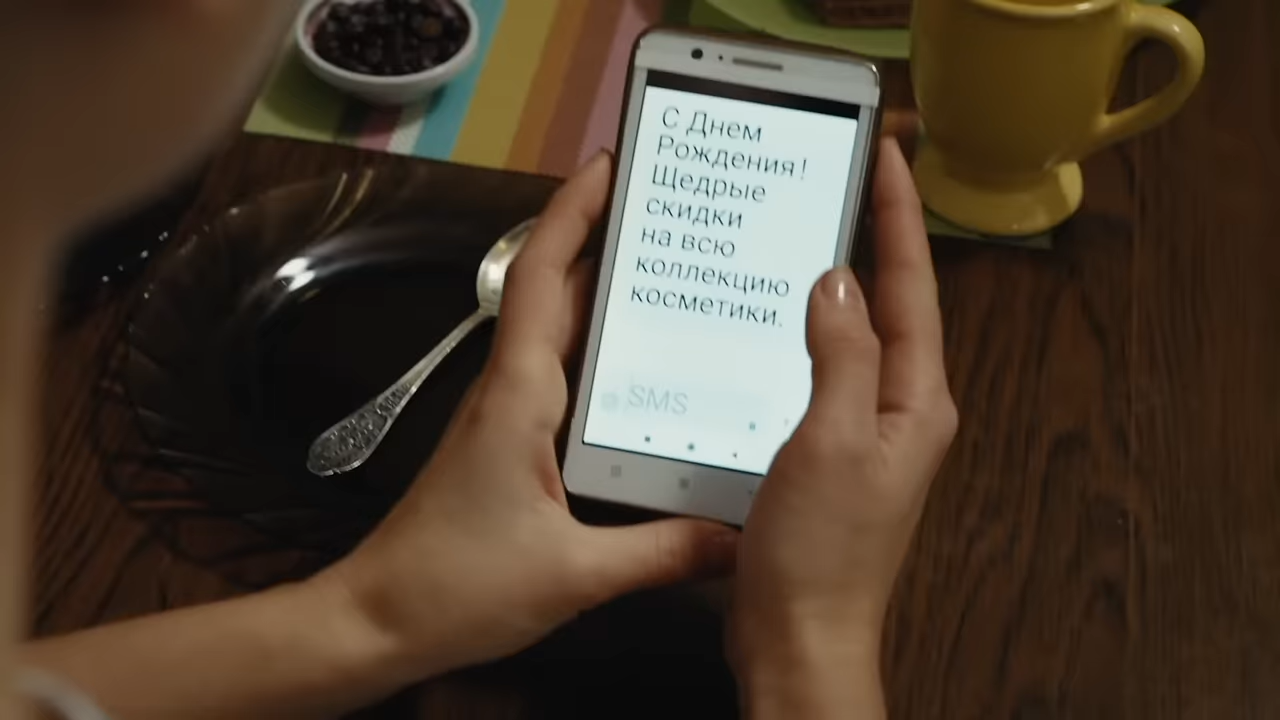 С Днем
Рождения!
Щедрые
скидки
на всю
коллекцию
косметики.
SMS